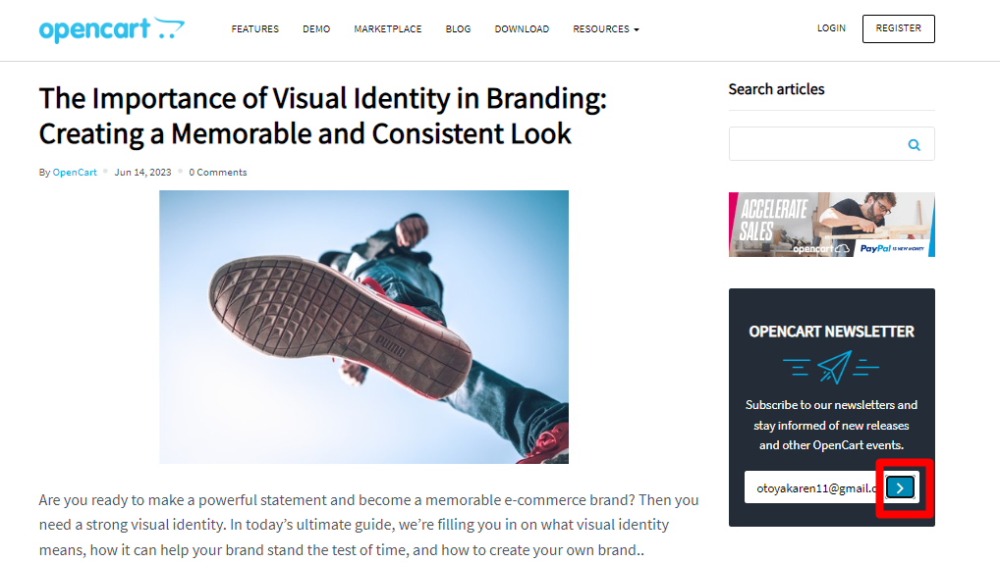 opencart
FEATURES DEMO MARKETPLACE BLOG DOWNLOAD RESOURCES
LOGIN REGISTER
The Importance of Visual Identity in Branding:
Creating a Memorable and Consistent Look
By OpenCart Jun 14, 2023 0 Comments
PUMA
Are you ready to make a powerful statement and become a memorable e-commerce brand? Then you
need a strong visual identity. In today's ultimate guide, we're filling you in on what visual identity
means, how it can help your brand stand the test of time, and how to create your own brand..
Search articles
ACCELERATE
SALES
opencart PayPal IS NEW MONEY
OPENCART NEWSLETTER
Subscribe to our newsletters and
stay informed of new releases
and other OpenCart events.
otoyakaren11@gmail.c